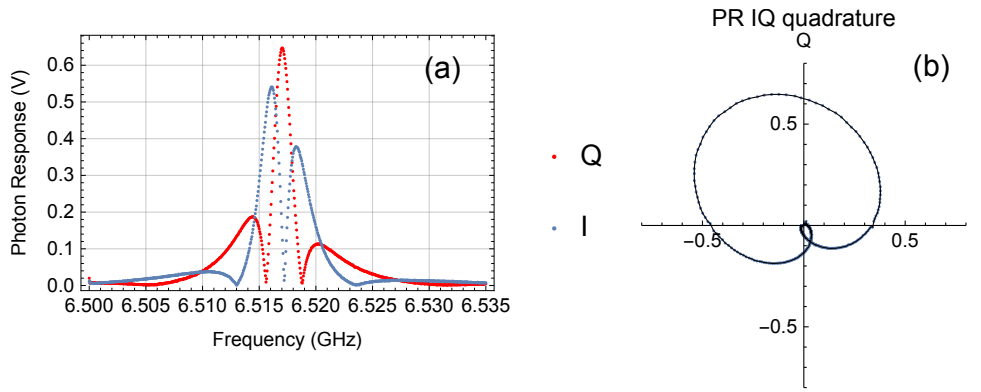 (a)
Photon Response (V)
0.6
0.5
0.4
0.3
0.2
0.1
0.0
6.500 6.505 6.510 6.515 6.520 6.525 6.530 6.535
Frequency (GHz)
Q
I
PR IQ quadrature
Q
(b)
0.5
−0.5
0.5
−0.5